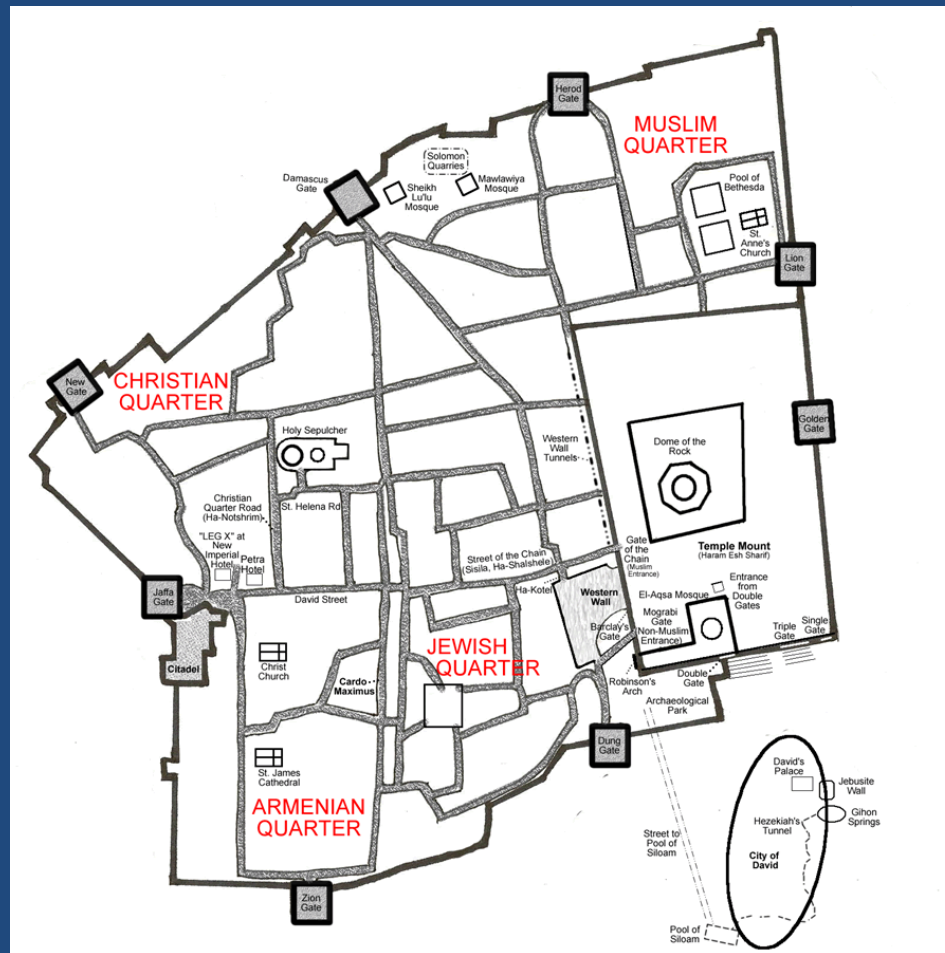 Herod
Gate
MUSLIM
QUARTER
Solomon
Quarries
Damascus
Gate
Sheikh
Lu'lu
Mosque
Mawlawiya
Mosque
Pool of
Bethesda
St.
Anne's
Church
Lion
Gate
New
Gate
CHRISTIAN
QUARTER
Golden
Gate
Holy Sepulcher
Western
Wall
Tunnels
Dome of the
Rock
Christian
Quarter Road
(Ha-Notshrim)
St. Helena Rd
"LEG X" at
New
Imperial
Hotel
Petra
Hotel
Street of the Chain
(Sisila, Ha-Shalshele)
Gate
of the
Chain
(Muslim
Entrance)
Temple Mount
(Haram Esh Sharif)
Jaffa
Gate
David Street
Ha-Kotel
Western
Wall
El-Aqsa Mosque
Entrance
from
Double
Gates
Mograbi
Gate
(Non-Muslim
Entrance)
Barclay's
Gate
Triple
Gate
Single
Gate
Citadel
Christ
Church
Cardo
Maximus
JEWISH
QUARTER
Robinson's
Arch
Double
Gate
Archaeological
Park
Dung
Gate
St. James
Cathedral
ARMENIAN
QUARTER
Zion
Gate
David's
Palace
Jebusite
Wall
Gihon
Springs
Hezekiah's
Tunnel
Street to
Pool of
Siloam
City of
David
Pool of
Siloam